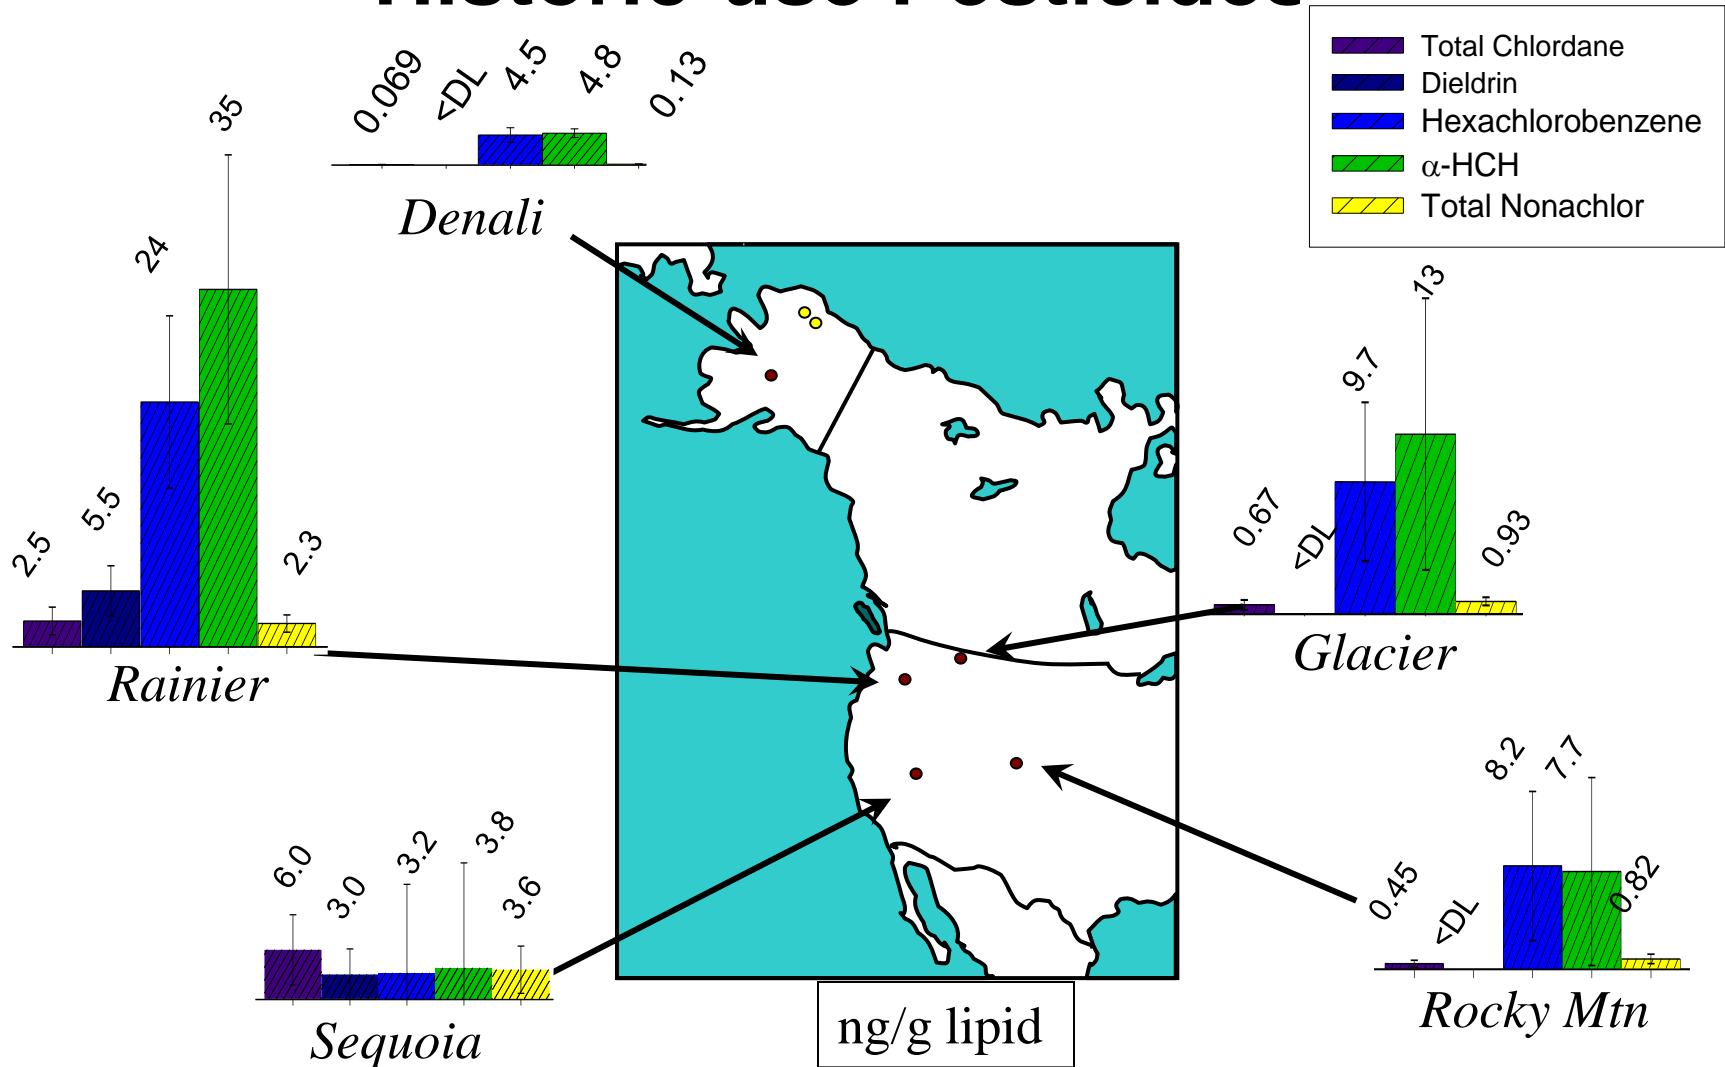 Historic-use Pesticides
Total Chlordane
Dieldrin
Hexachlorobenzene
α-HCH
Total Nonachlor
0.069
<DL
4.5
4.8
0.13
Denali
2.5
5.5
24
35
2.3
Rainier
0.67
<DL
9.7
13
0.93
Glacier
6.0
3.0
3.2
3.8
3.6
Sequoia
0.45
<DL
8.2
7.7
0.82
Rocky Mtn
ng/g lipid